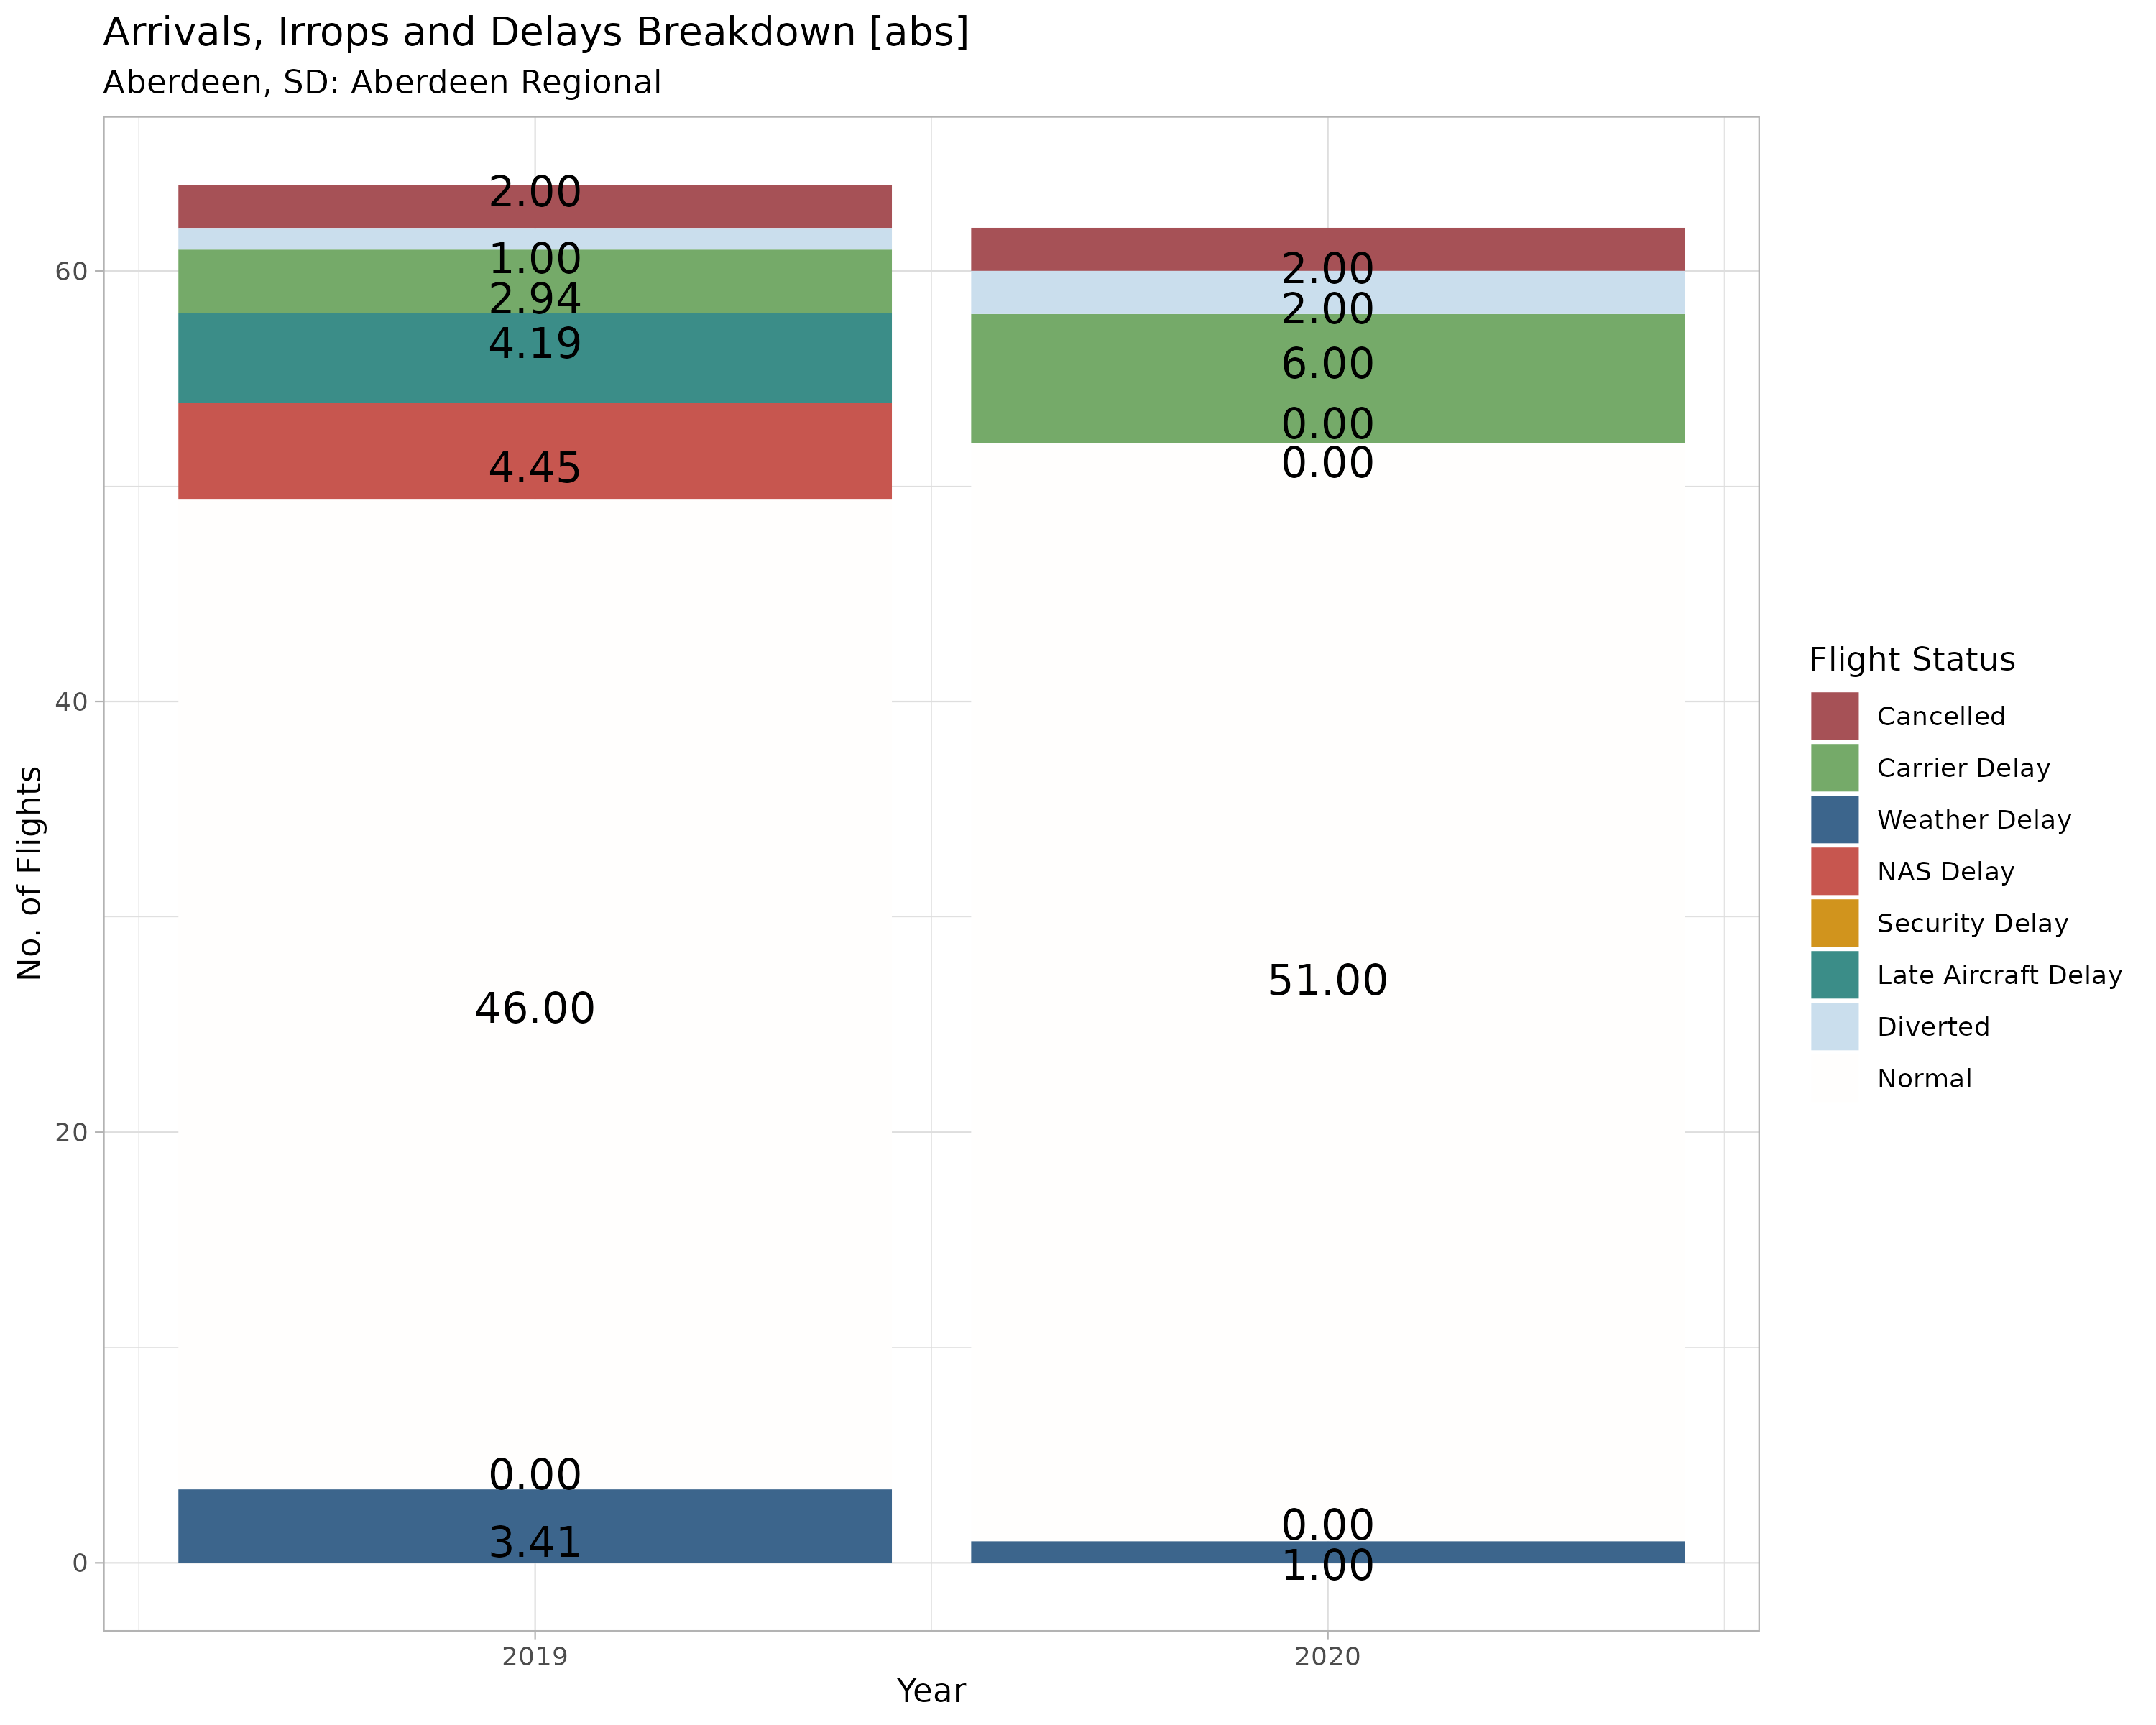 Arrivals, Irrops and Delays Breakdown [abs]
Aberdeen, SD: Aberdeen Regional
No. of Flights
60
40
20
0
2.00
1.00
2.94
4.19
4.45
46.00
0.00
3.41
2.00
2.00
6.00
0.00
0.00
51.00
0.00
1.00
2019
2020
Year
Flight Status
Cancelled
Carrier Delay
Weather Delay
NAS Delay
Security Delay
Late Aircraft Delay
Diverted
Normal